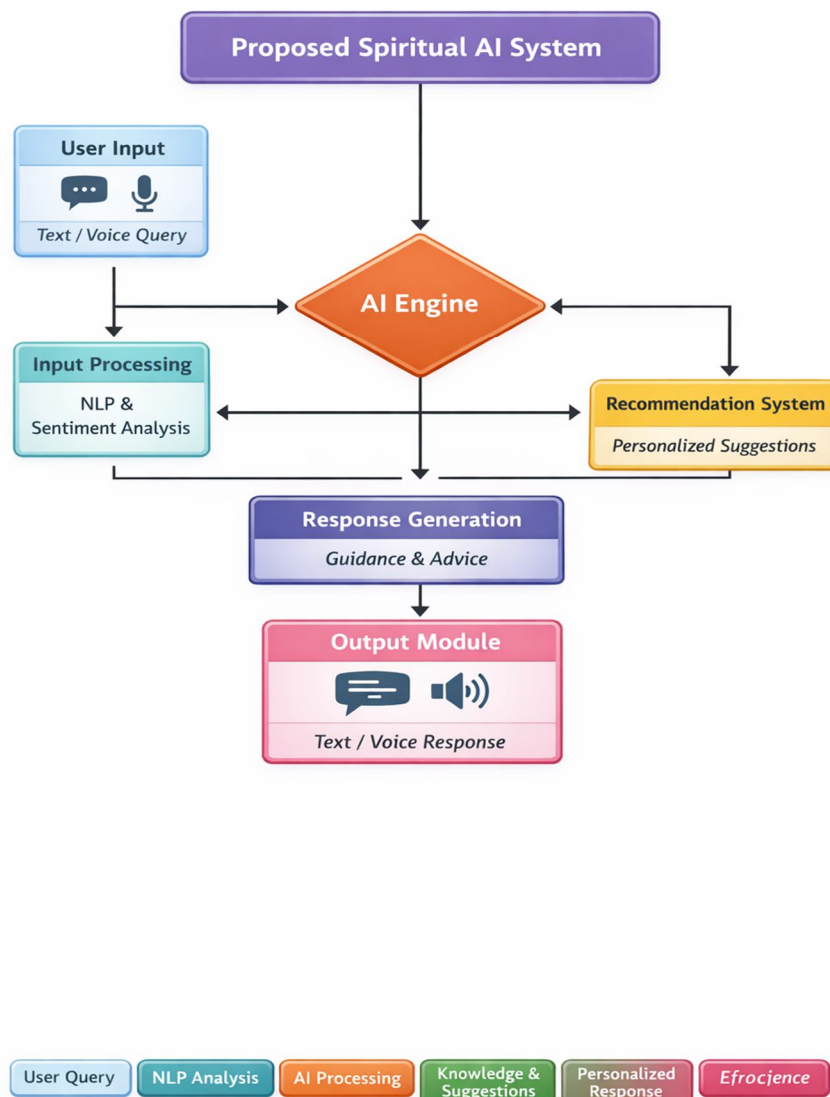 Proposed Spiritual AI System
User Input
Text / Voice Query
AI Engine
Input Processing
NLP &
Sentiment Analysis
Recommendation System
Personalized Suggestions
Response Generation
Guidance & Advice
Output Module
Text / Voice Response
User Query
NLP Analysis
AI Processing
Knowledge &
Suggestions
Personalized
Response
Efrocjence